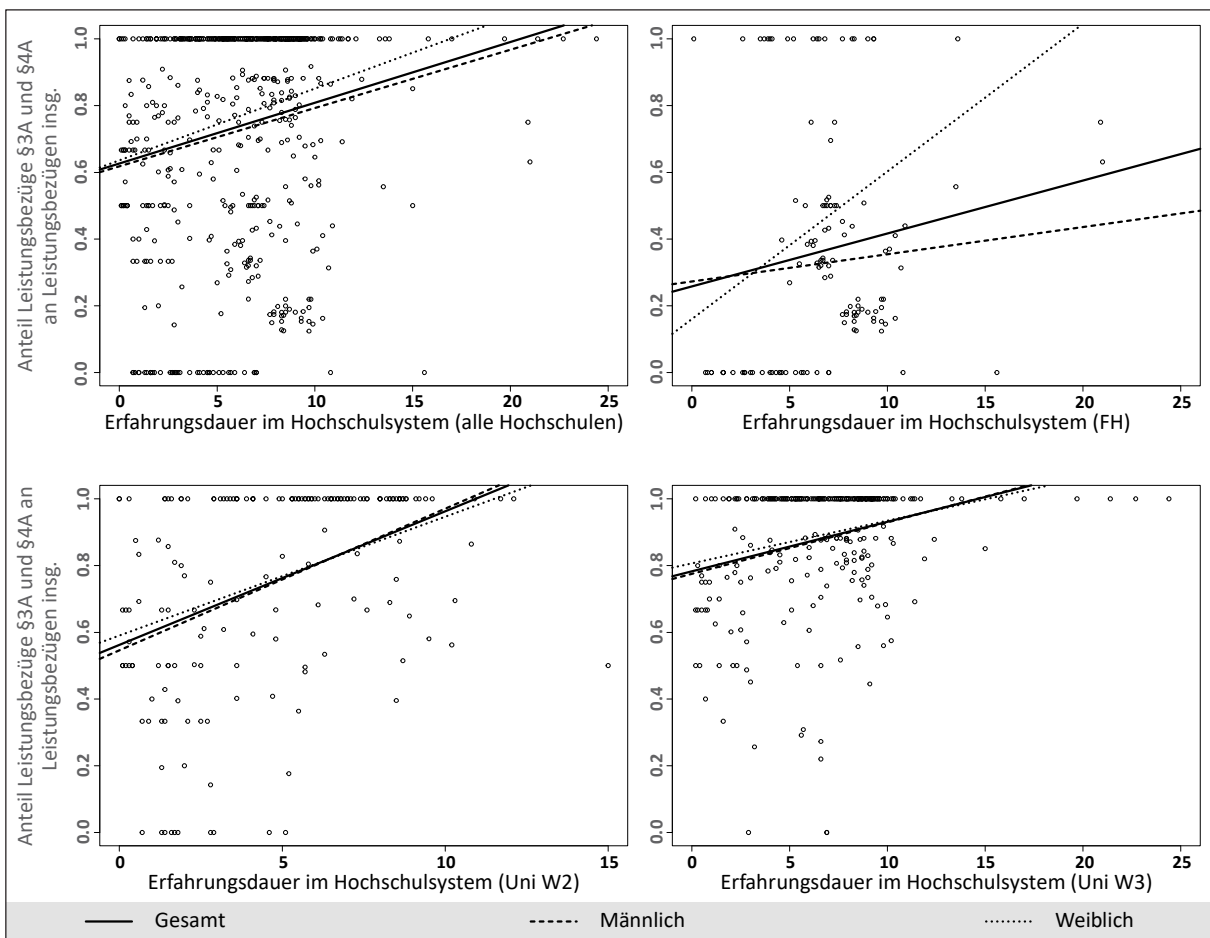 Anteil Leistungsbezüge §3A und §4A
an Leistungsbezügen insg.
1.0
0.8
0.6
0.4
0.2
0.0
0 5 10 15 20 25
Erfahrungsdauer im Hochschulsystem (alle Hochschulen)
1.0
0.8
0.6
0.4
0.2
0.0
0 5 10 15 20 25
Erfahrungsdauer im Hochschulsystem (FH)
Anteil Leistungsbezüge §3A und §4A an
Leistungsbezügen insg.
1.0
0.8
0.6
0.4
0.2
0.0
0 5 10 15
Erfahrungsdauer im Hochschulsystem (Uni W2)
1.0
0.8
0.6
0.4
0.2
0.0
0 5 10 15 20 25
Erfahrungsdauer im Hochschulsystem (Uni W3)
Gesamt Männlich Weiblich